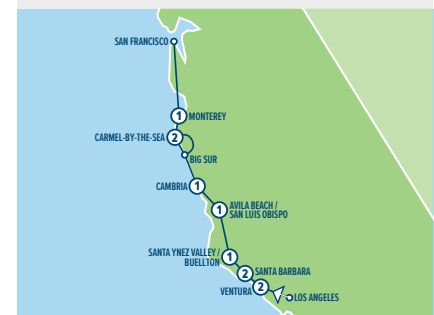 SAN FRANCISCO
1 MONTEREY
CARMEL-BY-THE-SEA 2
BIG SUR
CAMBRIA 1
1 AVILA BEACH /
SAN LUIS OBISPO
SANTA YNEZ VALLEY /
BUELLTON 1
2 SANTA BARBARA
VENTURA 2
LOS ANGELES